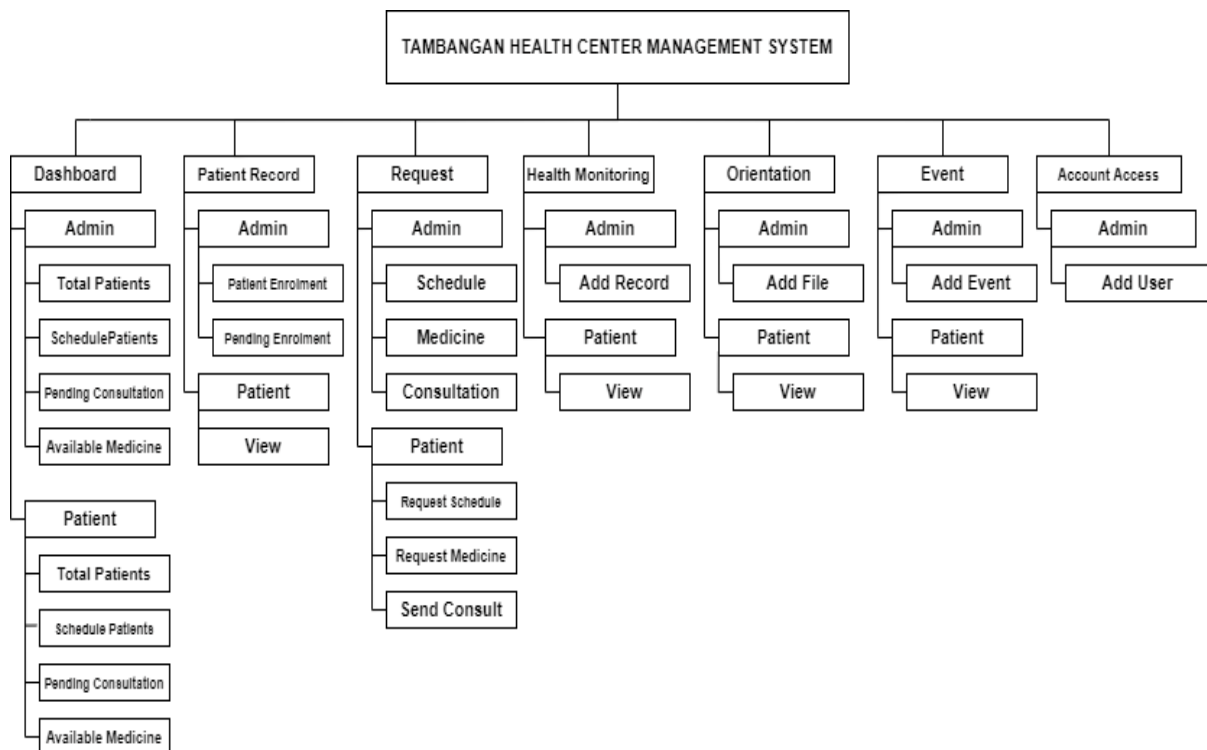 TAMBANGAN HEALTH CENTER MANAGEMENT SYSTEM
Dashboard
Admin
Total Patients
SchedulePatients
Pending Consultation
Available Medicine
Patient
Total Patients
Schedule Patients
Pending Consultation
Available Medicine
Patient Record
Admin
Patient Enrolment
Pending Enrolment
Patient
View
Request
Admin
Schedule
Medicine
Consultation
Patient
Request Schedule
Request Medicine
Send Consult
Health Monitoring
Admin
Add Record
Patient
View
Orientation
Admin
Add File
Patient
View
Event
Admin
Add Event
Patient
View
Account Access
Admin
Add User